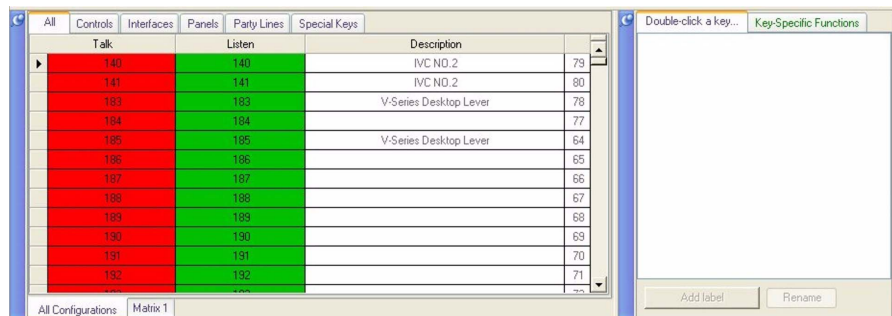 All Controls Interfaces Panels Party Lines Special Keys
Talk Listen Description
140 140 IVC NO.2 79
141 141 IVC NO.2 80
183 183 V-Series Desktop Lever 78
184 184 77
185 185 V-Series Desktop Lever 64
186 186 65
187 187 66
188 188 67
189 189 68
190 190 69
191 191 70
192 192 71
All Configurations Matrix 1
Double-click a key... Key-Specific Functions
Add label Rename